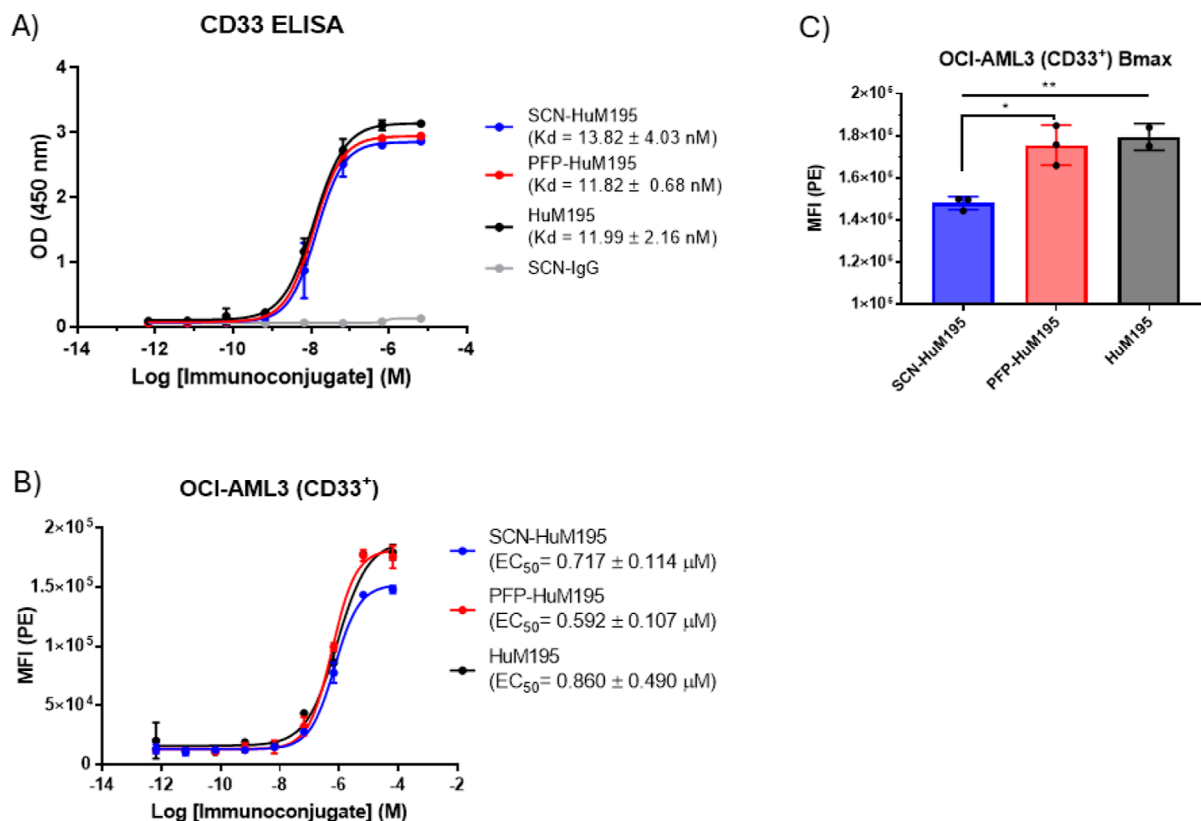 A)
CD33 ELISA
OD (450 nm)
4
3
2
1
0
-14
-12
-10
-8
-6
-4
Log [Immunoconjugate] (M)
SCN-HuM195
(Kd = 13.82 ± 4.03 nM)
PFP-HuM195
(Kd = 11.82 ± 0.68 nM)
HuM195
(Kd = 11.99 ± 2.16 nM)
SCN-IgG
C)
OCI-AML3 (CD33⁺) Bmax
MFI (PE)
2×10⁵
1.8×10⁵
1.6×10⁵
1.4×10⁵
1.2×10⁵
1×10⁵
**
*
SCN-HuM195
PFP-HuM195
HuM195
B)
OCI-AML3 (CD33⁺)
MFI (PE)
2×10⁵
1.5×10⁵
1×10⁵
5×10⁴
0
-14
-12
-10
-8
-6
-4
-2
Log [Immunoconjugate] (M)
SCN-HuM195
(EC₅₀= 0.717 ± 0.114 μM)
PFP-HuM195
(EC₅₀= 0.592 ± 0.107 μM)
HuM195
(EC₅₀= 0.860 ± 0.490 μM)